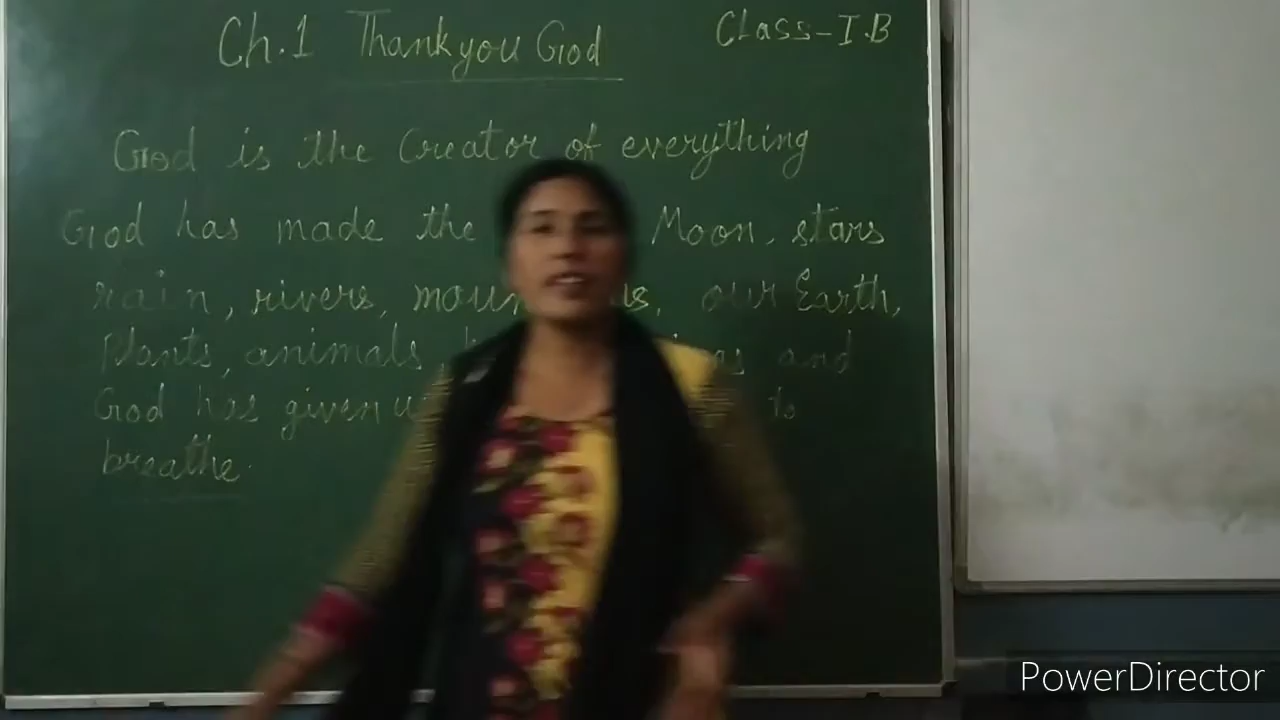 Ch.1 Thank you God
Class-I.B
God is the Creator of everything
God has made the Moon, stars
rain, rivers, our Earth,
Plants, animals, and
God has given to
breathe.
PowerDirector